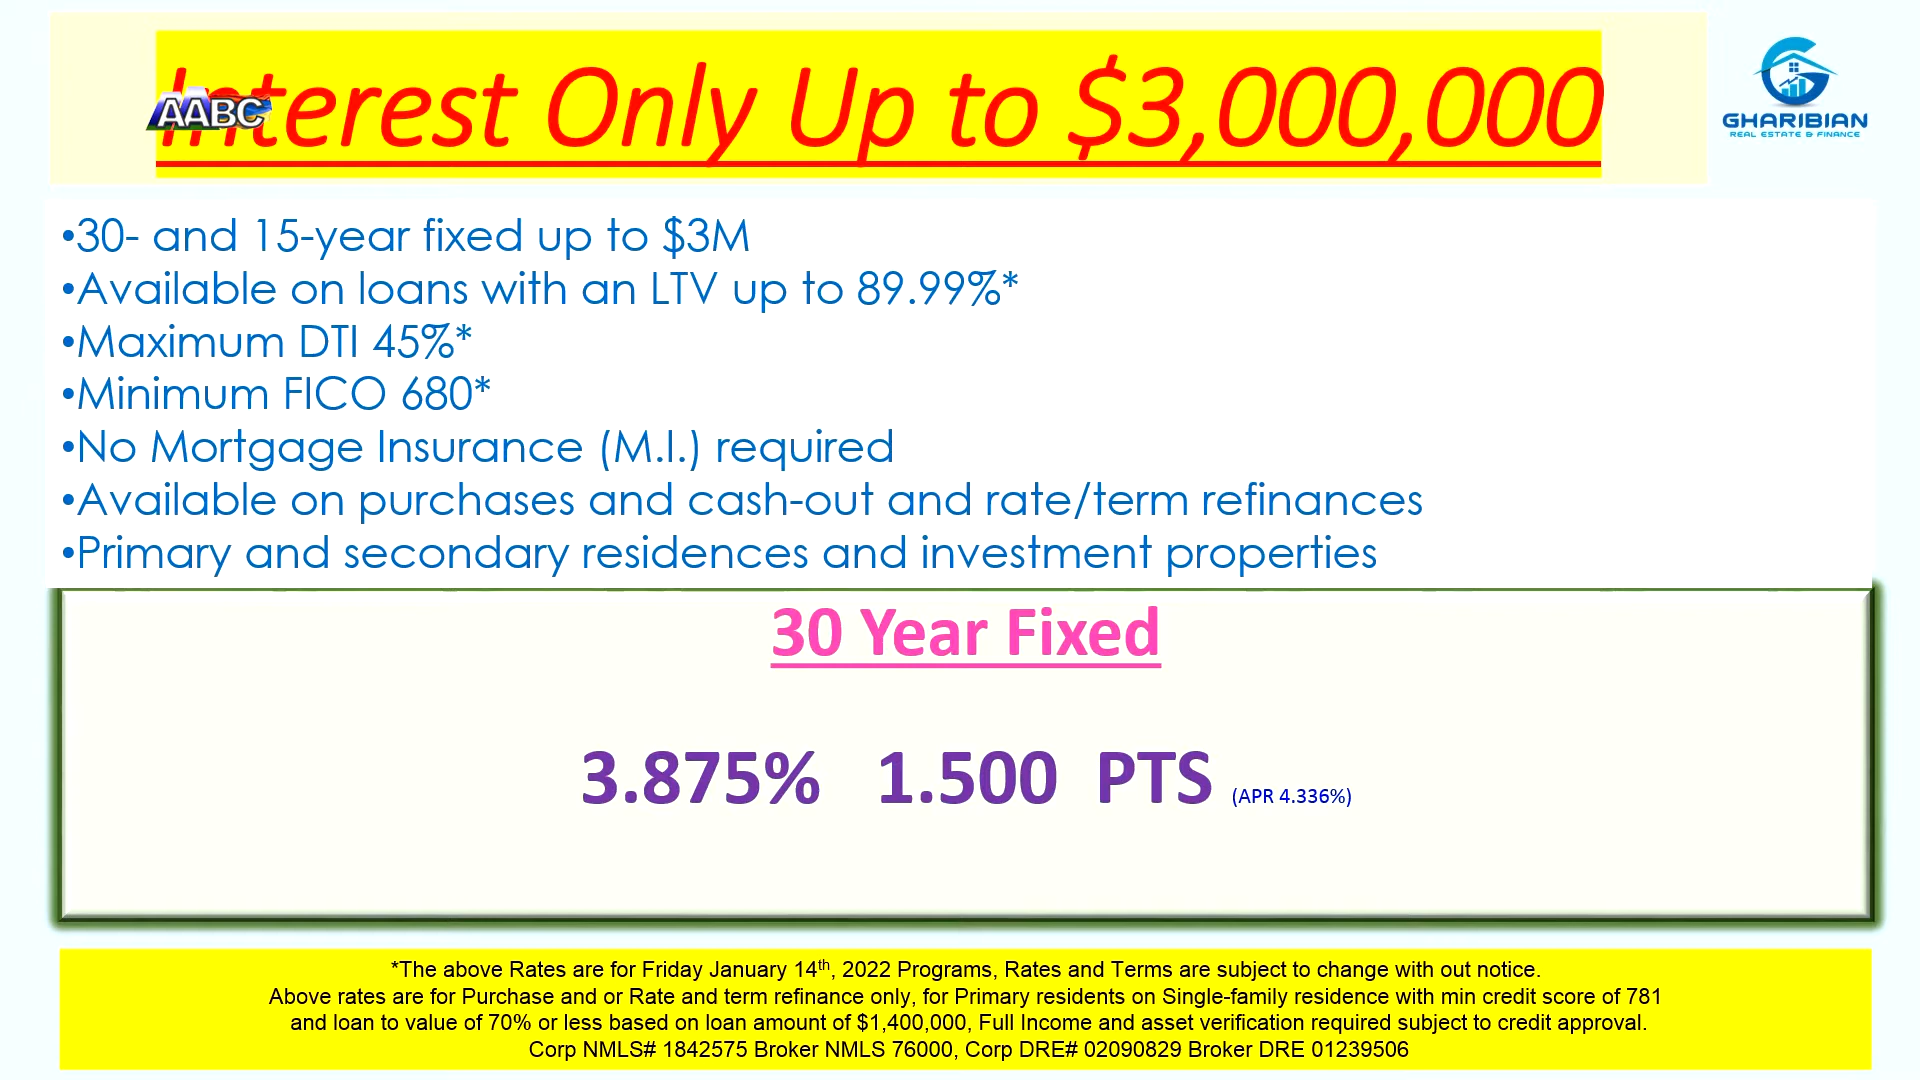 Interest Only Up to $3,000,000
AABC
GHARIBIAN
REAL ESTATE & FINANCE
•30- and 15-year fixed up to $3M
•Available on loans with an LTV up to 89.99%*
•Maximum DTI 45%*
•Minimum FICO 680*
•No Mortgage Insurance (M.I.) required
•Available on purchases and cash-out and rate/term refinances
•Primary and secondary residences and investment properties
30 Year Fixed
3.875% 1.500 PTS (APR 4.336%)
*The above Rates are for Friday January 14th, 2022 Programs, Rates and Terms are subject to change with out notice.
Above rates are for Purchase and or Rate and term refinance only, for Primary residents on Single-family residence with min credit score of 781
and loan to value of 70% or less based on loan amount of $1,400,000, Full Income and asset verification required subject to credit approval.
Corp NMLS# 1842575 Broker NMLS 76000, Corp DRE# 02090829 Broker DRE 01239506